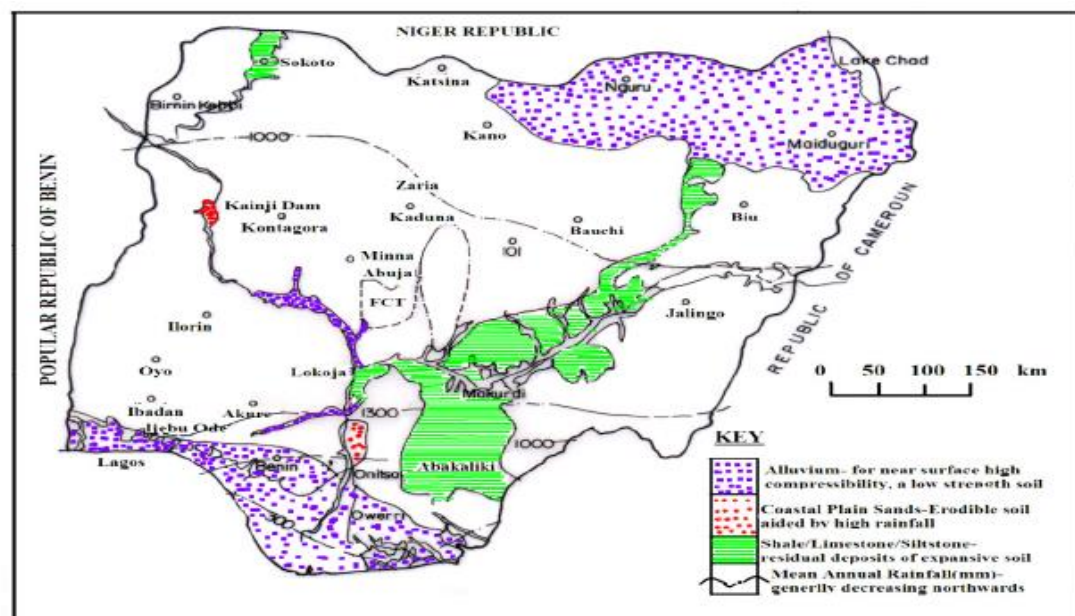 NIGER REPUBLIC
Sokoto
Katsina
Lake Chad
Nguru
Birnin Kebbi
Kano
Maiduguri
1000
POPULAR REPUBLIC OF BENIN
Zaria
Kainji Dam
Kaduna
Biu
Kontagora
Bauchi
101
Minna
Abuja
FCT
REPUBLIC OF CAMEROUN
Jalingo
Ilorin
0 50 100 150 km
Oyo
Lokoja
Makurdi
Ibadan
Akure
1300
Ijebu Ode
1000
KEY
Lagos
Benin
Abakaliki
Onitso
Owerri
Alluvium- for near surface high
compressibility, a low strength soil
Coastal Plain Sands-Erodible soil
aided by high rainfall
Shale/Limestone/Siltstone-
residual deposits of expansive soil
Mean Annual Rainfall(mm)-
generily decreasing northwards